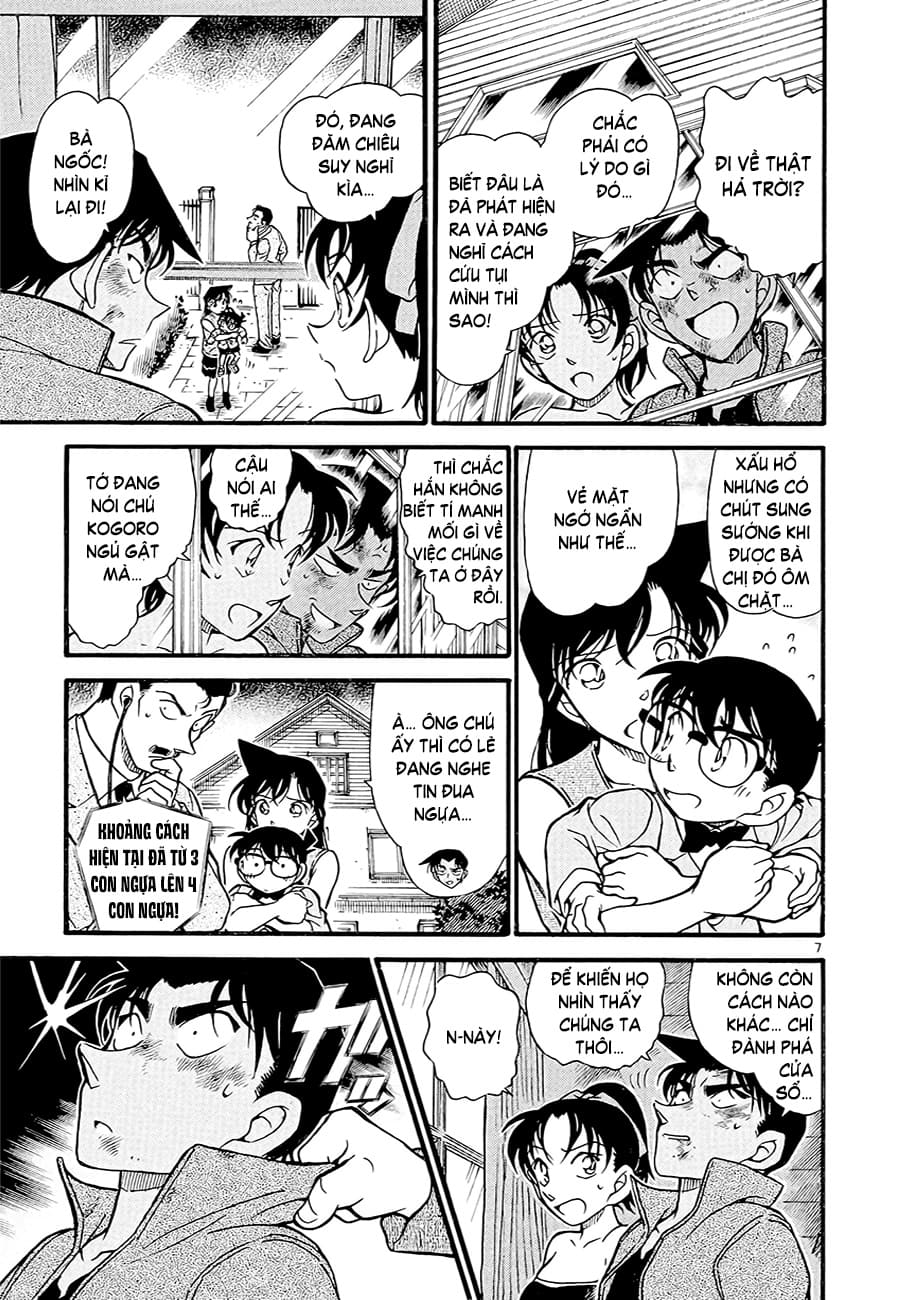 ĐI VỀ THẬT
HẢ TRỜI?
CHẮC
PHẢI CÓ
LÝ DO GÌ
ĐÓ...
BIẾT ĐÂU LÀ
ĐÃ PHÁT HIỆN
RA VÀ ĐANG
NGHĨ CÁCH
CỨU TỤI
MÌNH THÌ
SAO!
ĐÓ, ĐANG
ĐĂM CHIÊU
SUY NGHĨ
KÌA...
BÀ
NGỐC!
NHÌN KĨ
LẠI ĐI!
XẤU HỔ
NHƯNG CÓ
CHÚT SUNG
SƯỚNG KHI
ĐƯỢC BÀ
CHỊ ĐÓ ÔM
CHẶT...
VẺ MẶT
NGỚ NGẨN
NHƯ THẾ...
THÌ CHẮC
HẲN KHÔNG
BIẾT TÍ MANH
MỐI GÌ VỀ
VIỆC CHÚNG
TA Ở ĐÂY
RỒI.
CẬU
NÓI AI
THẾ...
TỚ ĐANG
NÓI CHÚ
KOGORO
NGỦ GẬT
MÀ...
À... ÔNG CHÚ
ẤY THÌ CÓ LẼ
ĐANG NGHE
TIN ĐUA
NGỰA...
KHOẢNG CÁCH
HIỆN TẠI ĐÃ TỪ 3
CON NGỰA LÊN 4
CON NGỰA!
7
KHÔNG CÒN
CÁCH NÀO
KHÁC... CHỈ
ĐÀNH PHÁ
CỬA
SỔ...
ĐỂ KHIẾN HỌ
NHÌN THẤY
CHÚNG TA
THÔI...
N-NÀY!
ガッ